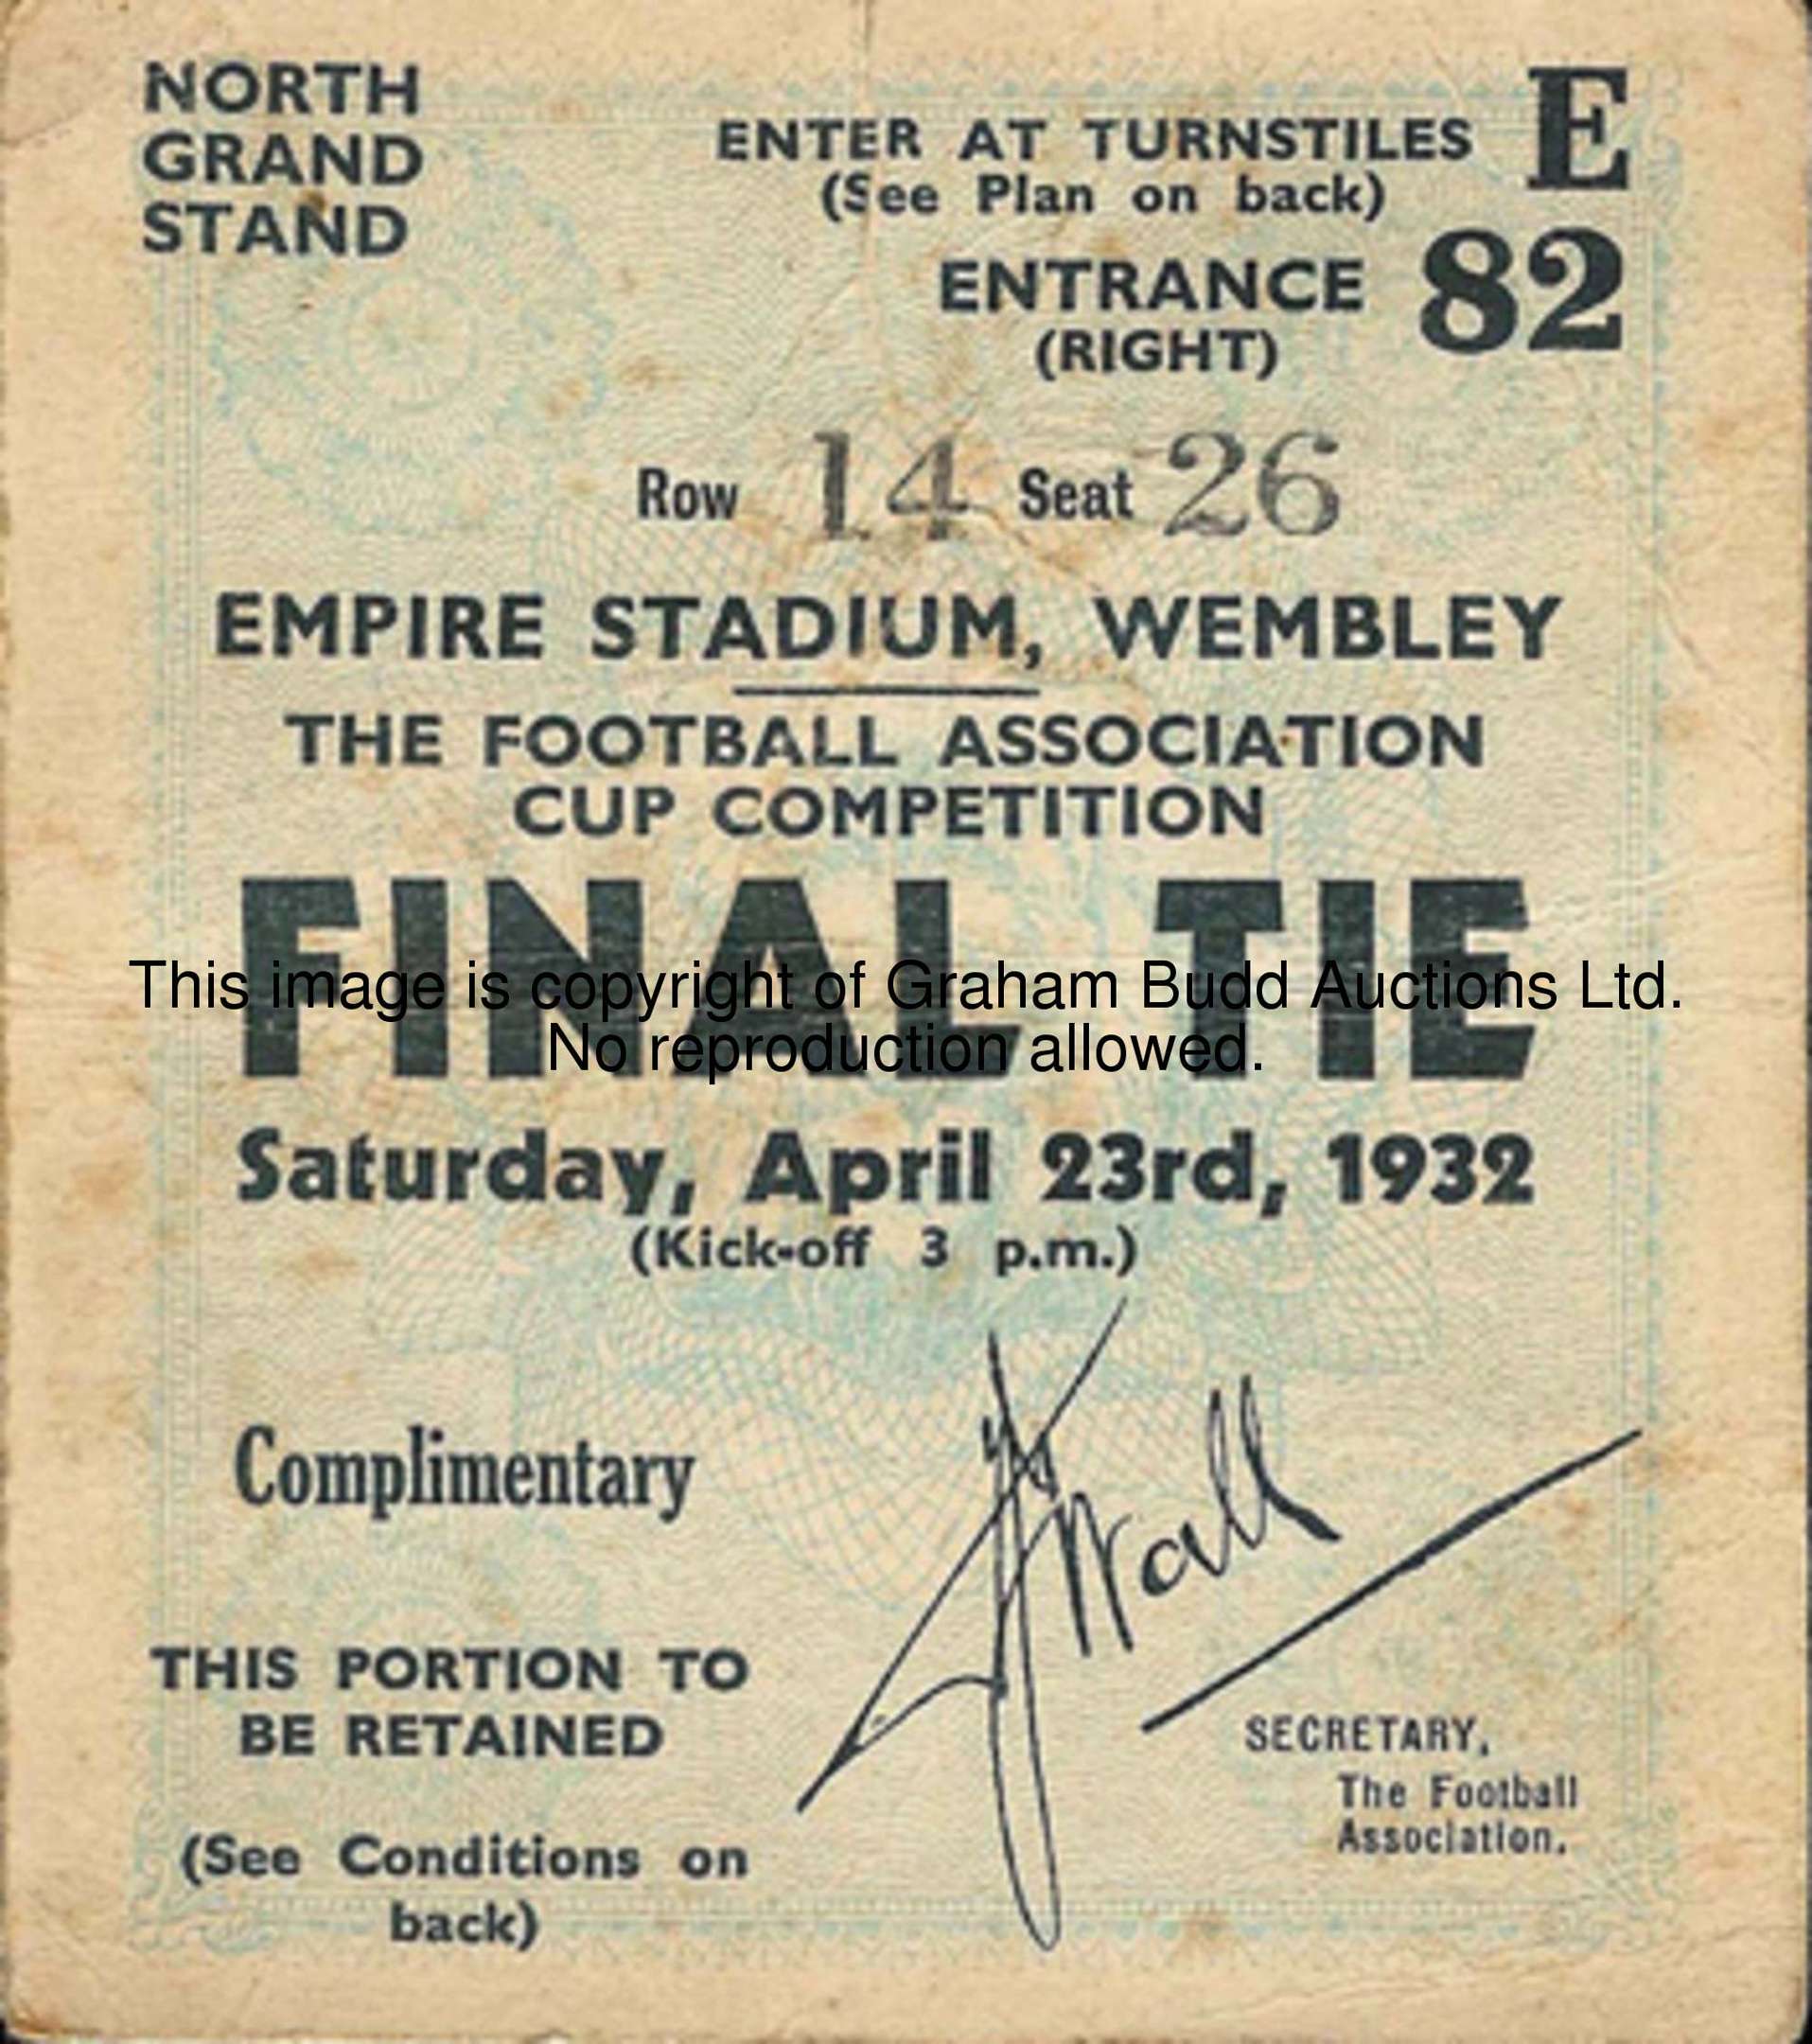 NORTH
GRAND
STAND
ENTER AT TURNSTILES E
(See Plan on back)
ENTRANCE 82
(RIGHT)
Row 14 Seat 26
EMPIRE STADIUM, WEMBLEY
THE FOOTBALL ASSOCIATION
CUP COMPETITION
FINAL TIE
This image is copyright of Graham Budd Auctions Ltd.
No reproduction allowed.
Saturday, April 23rd, 1932
(Kick-off 3 p.m.)
Complimentary
Wall
THIS PORTION TO
BE RETAINED
SECRETARY,
The Football
Association.
(See Conditions on
back)